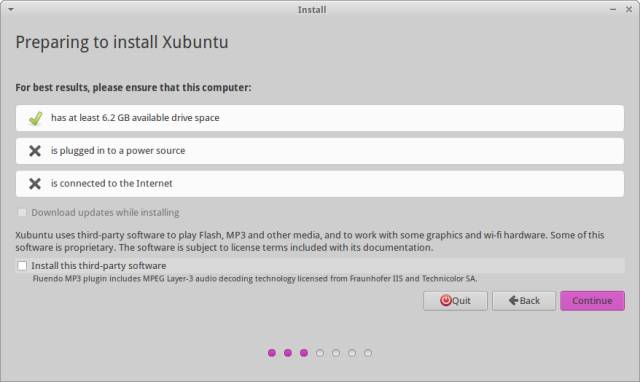 Install
Preparing to install Xubuntu
For best results, please ensure that this computer:
has at least 6.2 GB available drive space
is plugged in to a power source
is connected to the Internet
Download updates while installing
Xubuntu uses third-party software to play Flash, MP3 and other media, and to work with some graphics and wi-fi hardware. Some of this
software is proprietary. The software is subject to license terms included with its documentation.
Install this third-party software
Fluendo MP3 plugin includes MPEG Layer-3 audio decoding technology licensed from Fraunhofer IIS and Technicolor SA.
Quit Back Continue